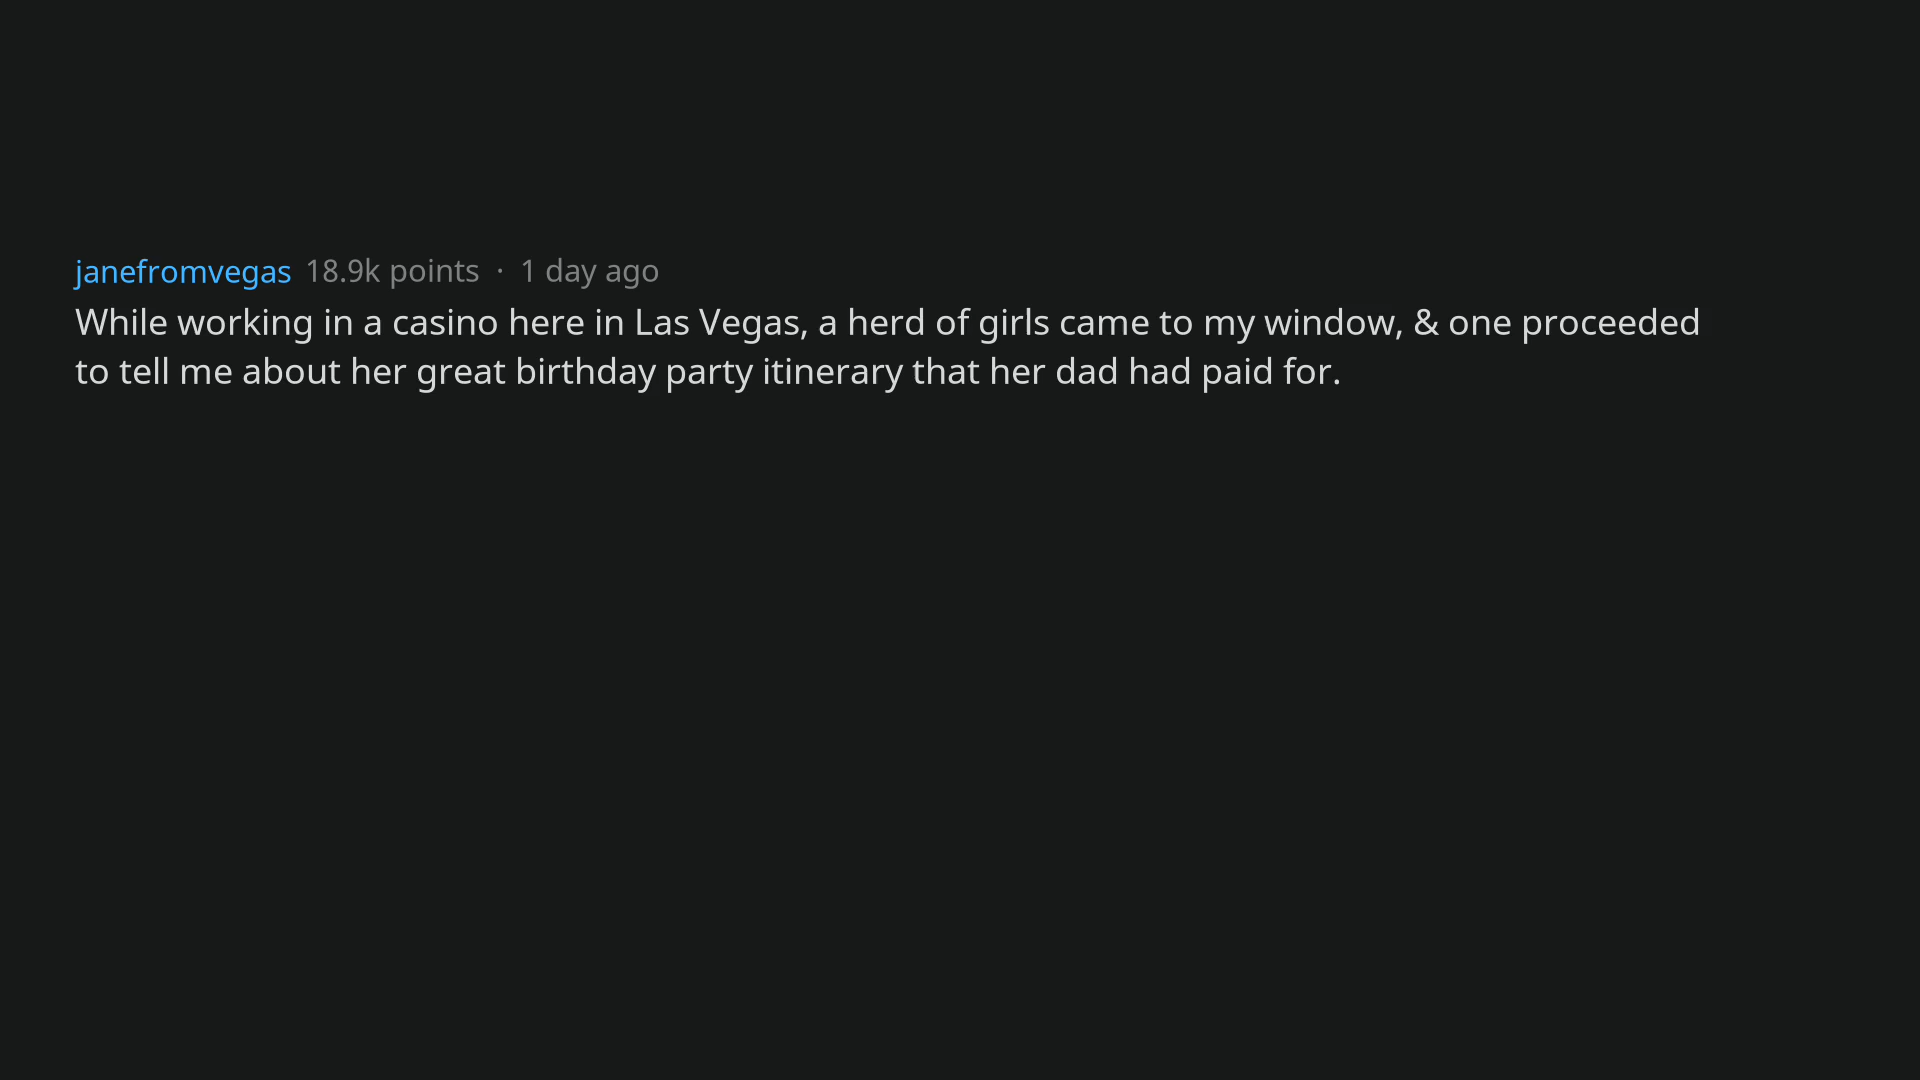 janefromvegas 18.9k points · 1 day ago
While working in a casino here in Las Vegas, a herd of girls came to my window, & one proceeded
to tell me about her great birthday party itinerary that her dad had paid for.